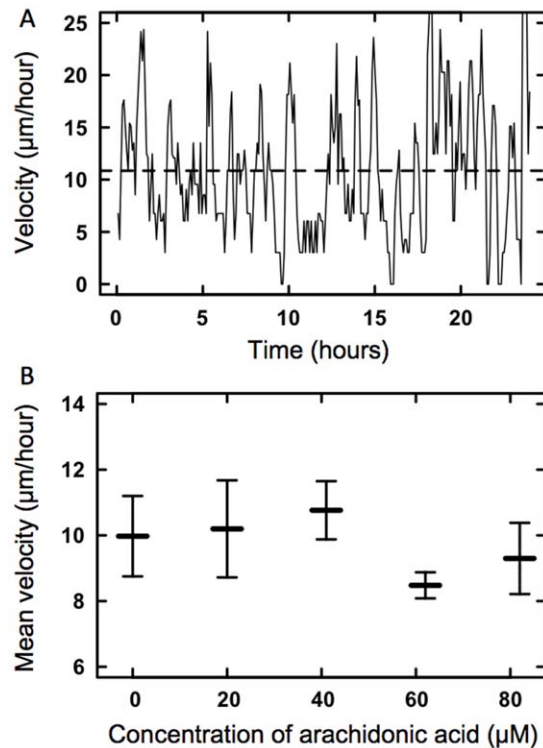 A
25
20
15
10
5
0
Velocity (μm/hour)
0 5 10 15 20
Time (hours)
B
14
12
10
8
6
Mean velocity (μm/hour)
0 20 40 60 80
Concentration of arachidonic acid (μM)